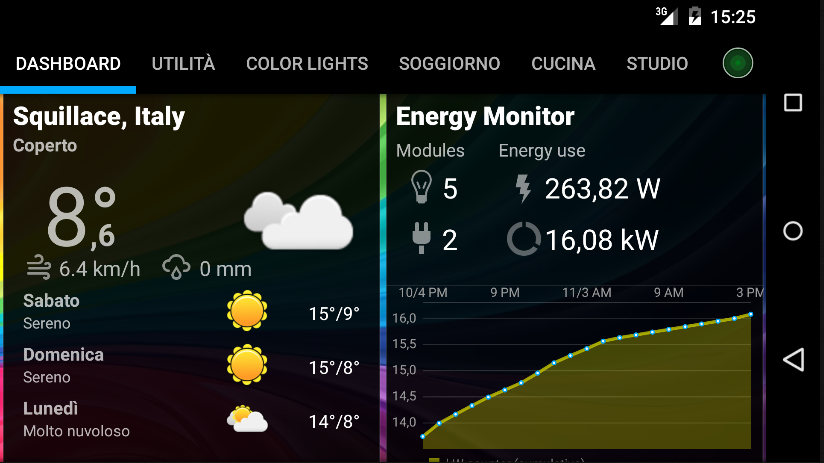 3G 15:25
DASHBOARD UTILITÀ COLOR LIGHTS SOGGIORNO CUCINA STUDIO
Squillace, Italy
Coperto
8°,6
6.4 km/h 0 mm
Sabato
Sereno
15°/9°
Domenica
Sereno
15°/8°
Lunedì
Molto nuvoloso
14°/8°
Energy Monitor
Modules Energy use
5 263,82 W
2 16,08 kW
10/4 PM 9 PM 11/3 AM 9 AM 3 PM
16,0
15,5
15,0
14,5
14,0